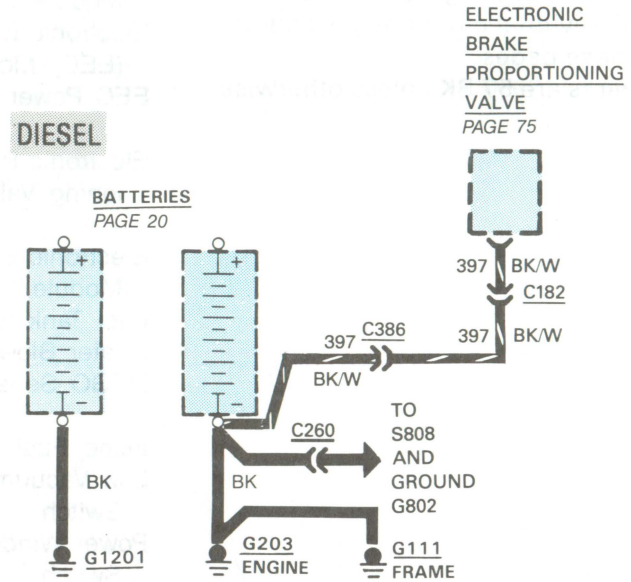 ELECTRONIC
BRAKE
PROPORTIONING
VALVE
PAGE 75
DIESEL
BATTERIES
PAGE 20
+
+
397 BK/W
C182
397 BK/W
397 C386
BK/W
-
-
C260
TO
S808
AND
GROUND
G802
BK
BK
G1201
G203
ENGINE
G111
FRAME